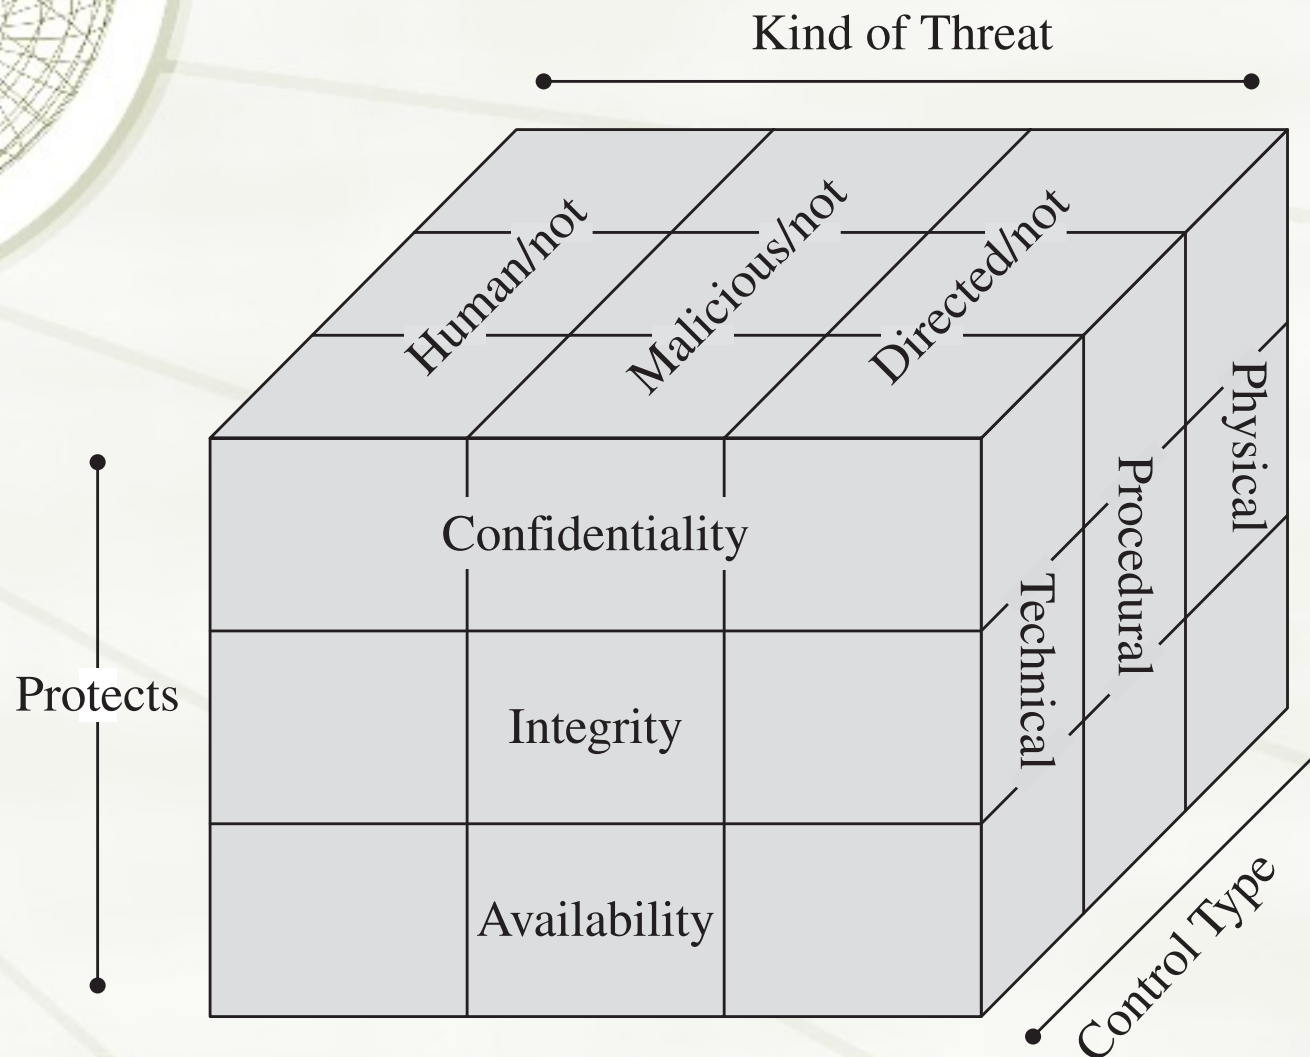 Kind of Threat
Human/not
Malicious/not
Directed/not
Physical
Procedural
Technical
Confidentiality
Protects
Integrity
Availability
Control Type